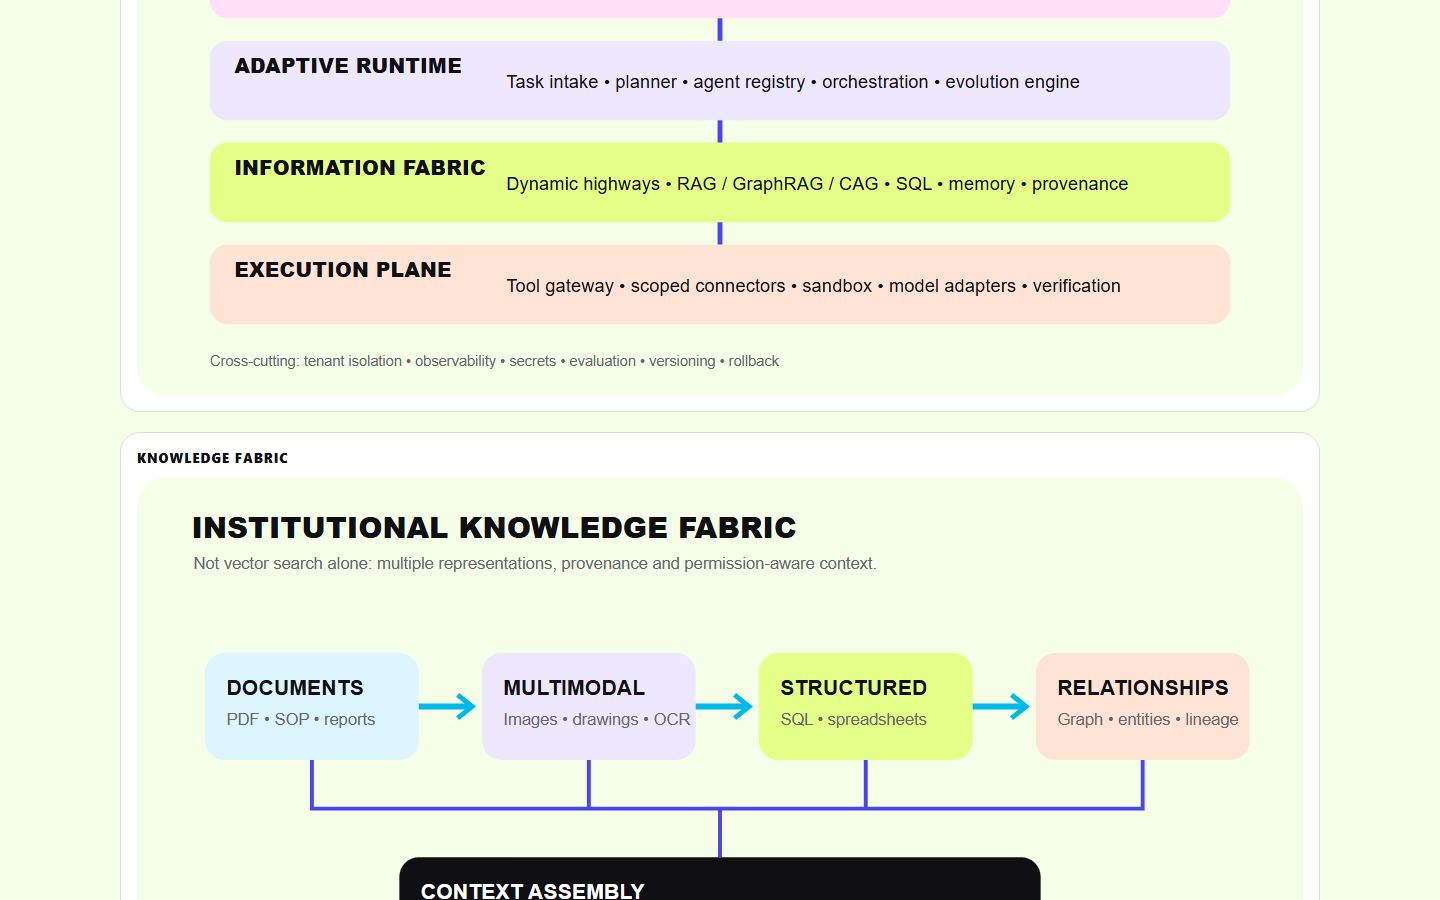 ADAPTIVE RUNTIME
Task intake • planner • agent registry • orchestration • evolution engine
INFORMATION FABRIC
Dynamic highways • RAG / GraphRAG / CAG • SQL • memory • provenance
EXECUTION PLANE
Tool gateway • scoped connectors • sandbox • model adapters • verification
Cross-cutting: tenant isolation • observability • secrets • evaluation • versioning • rollback
KNOWLEDGE FABRIC
INSTITUTIONAL KNOWLEDGE FABRIC
Not vector search alone: multiple representations, provenance and permission-aware context.
DOCUMENTS
PDF • SOP • reports
MULTIMODAL
Images • drawings • OCR
STRUCTURED
SQL • spreadsheets
RELATIONSHIPS
Graph • entities • lineage
CONTEXT ASSEMBLY